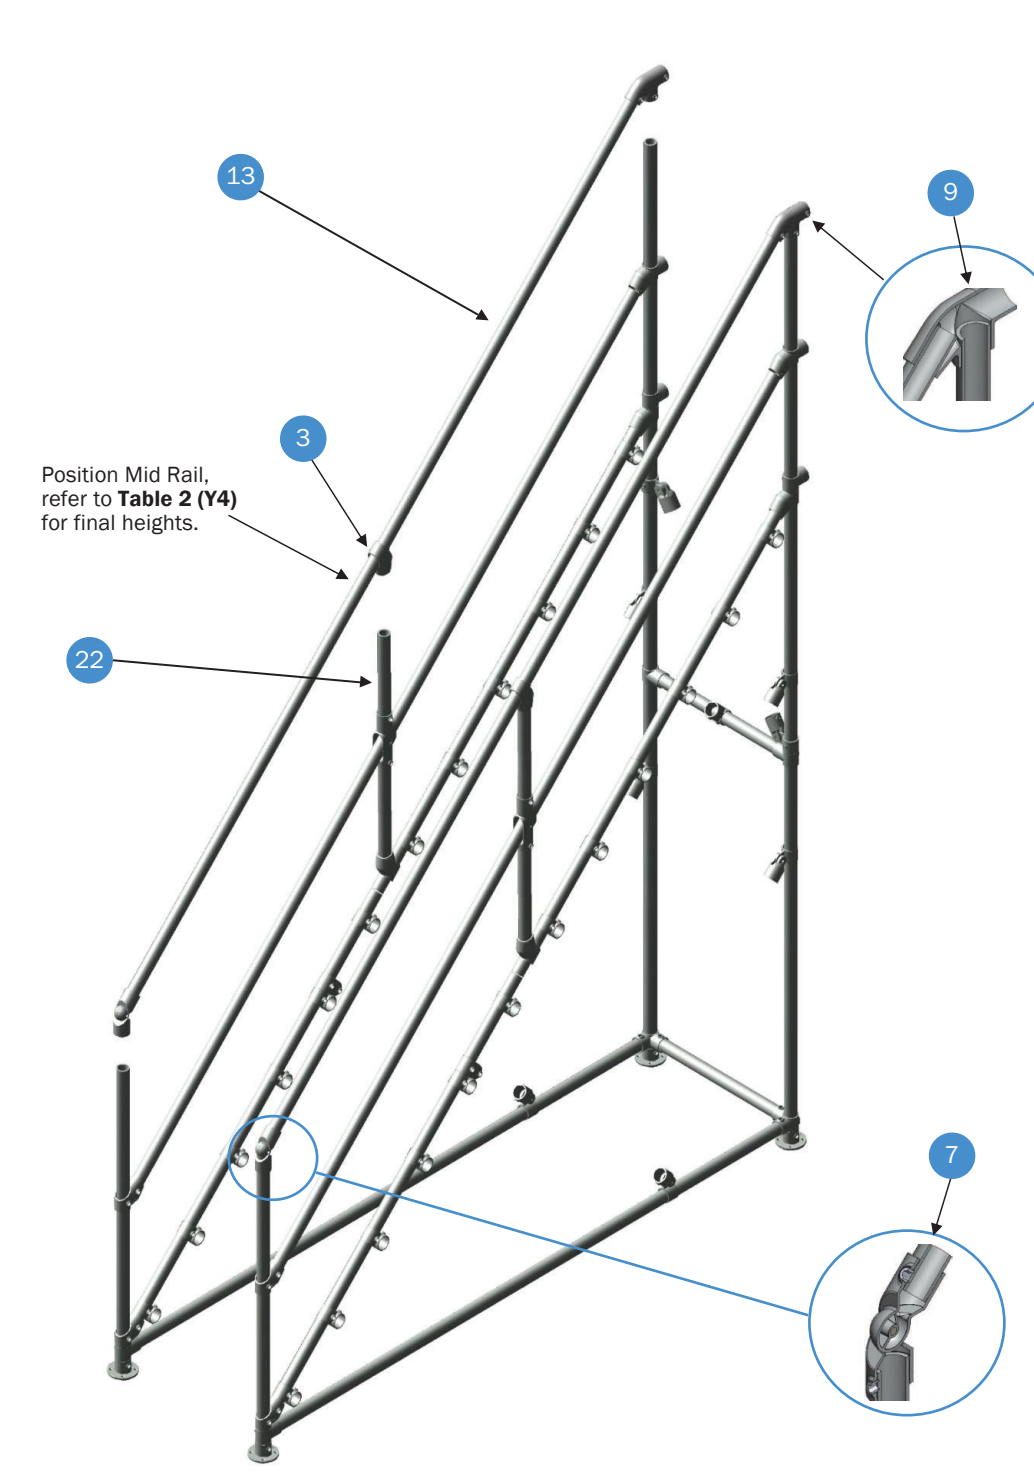 13
9
3
Position Mid Rail,
refer to Table 2 (Y4)
for final heights.
22
7